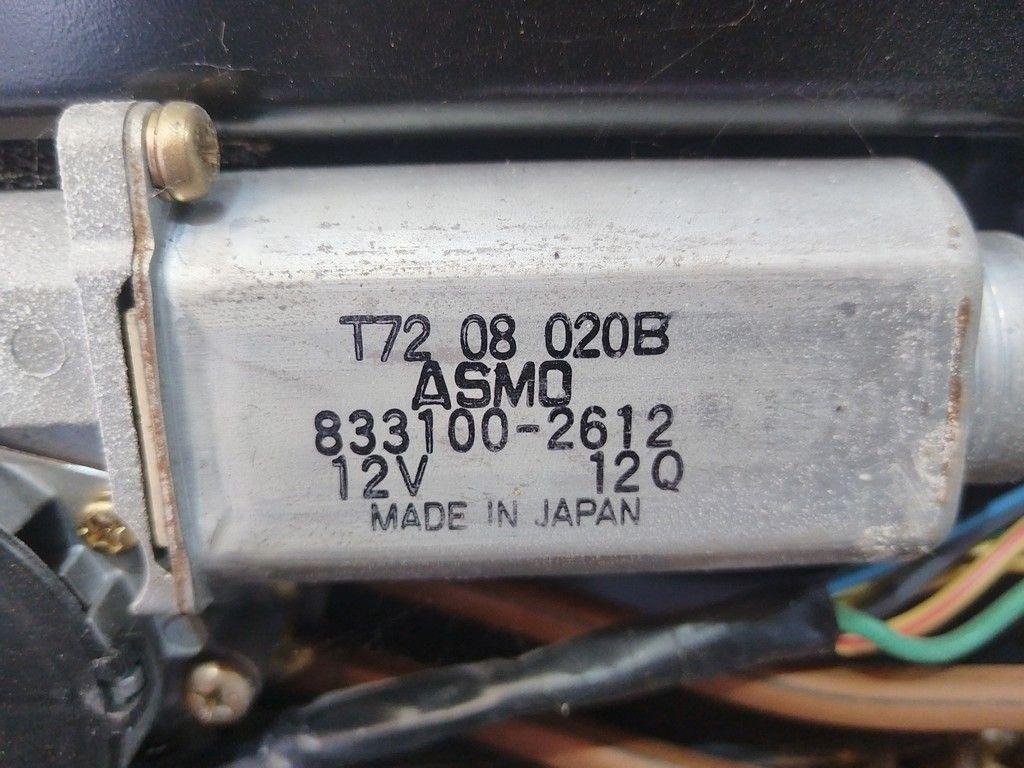 T72 08 020B
ASMO
833100-2612
12V 12Q
MADE IN JAPAN